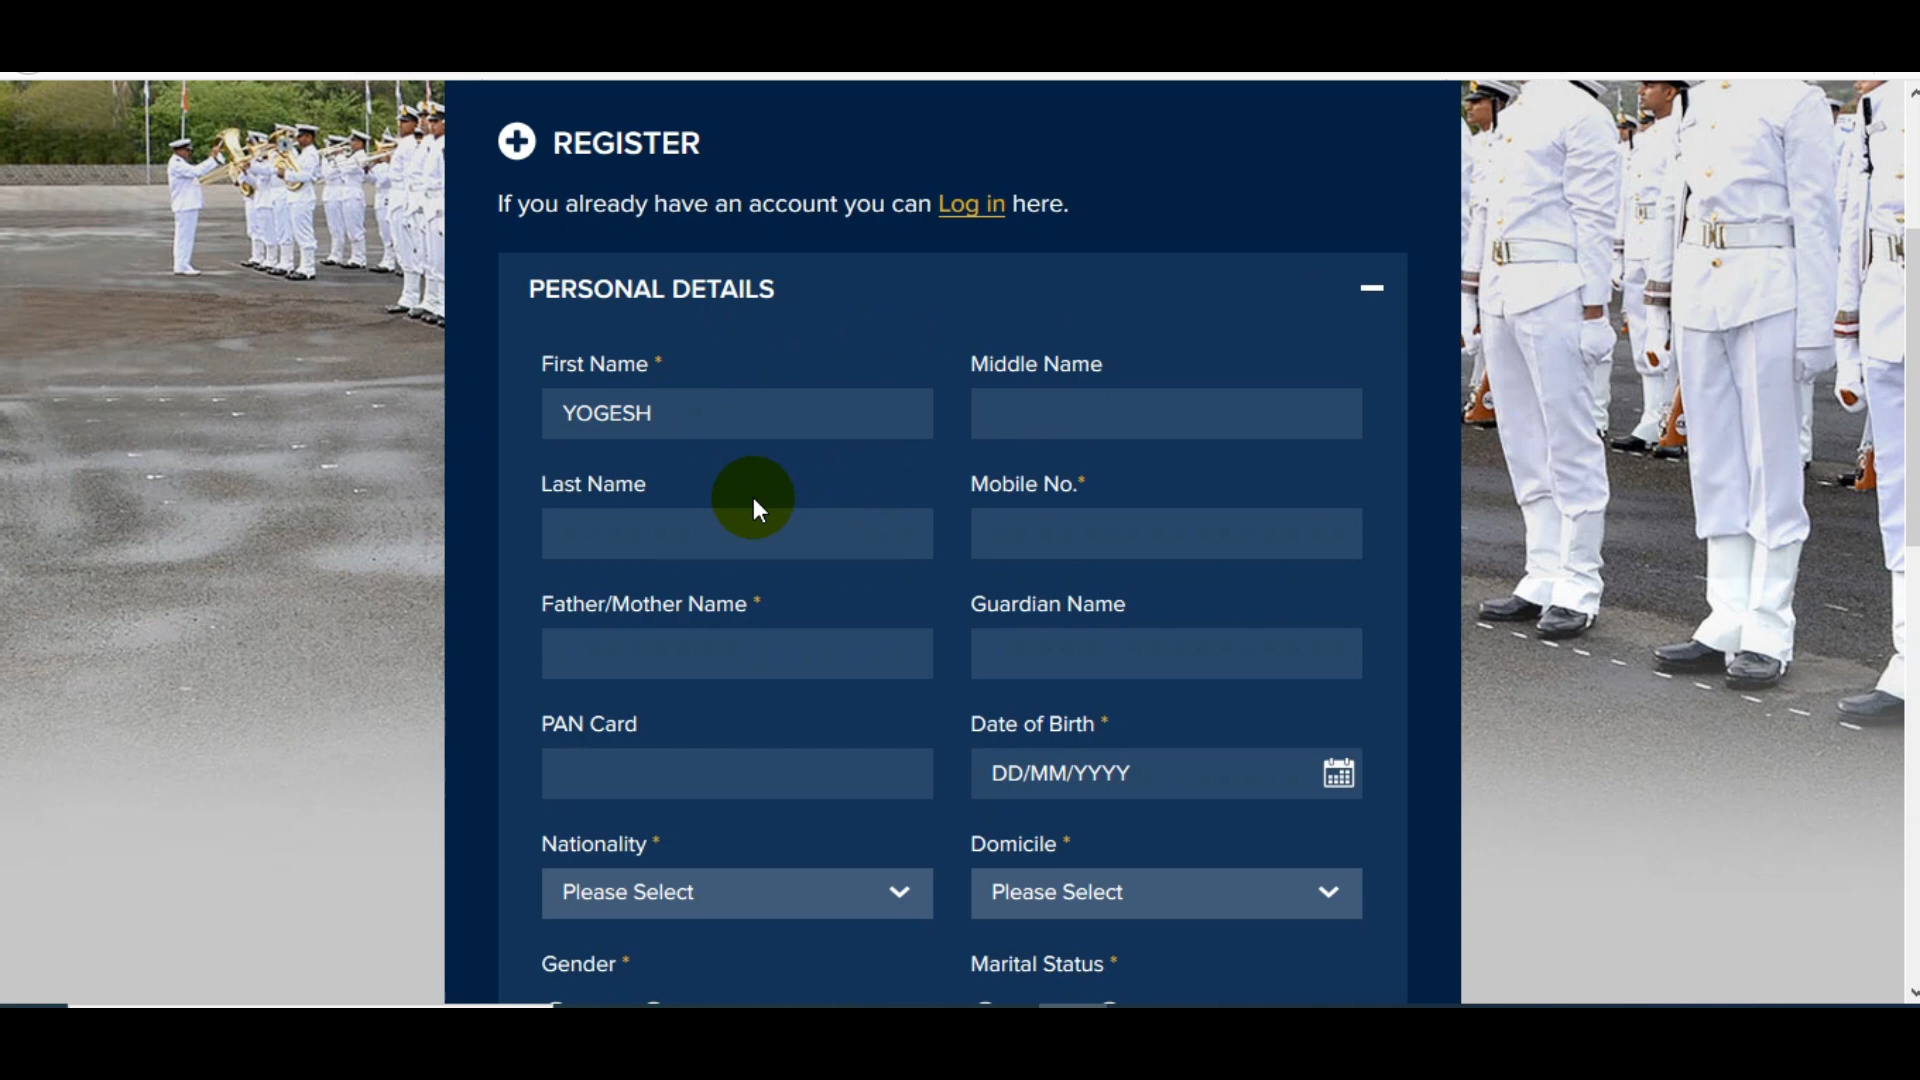 REGISTER
If you already have an account you can Log in here.
PERSONAL DETAILS
First Name *
Middle Name
YOGESH
Last Name
Mobile No.*
Father/Mother Name *
Guardian Name
PAN Card
Date of Birth *
DD/MM/YYYY
Nationality *
Domicile *
Please Select
Please Select
Gender *
Marital Status *